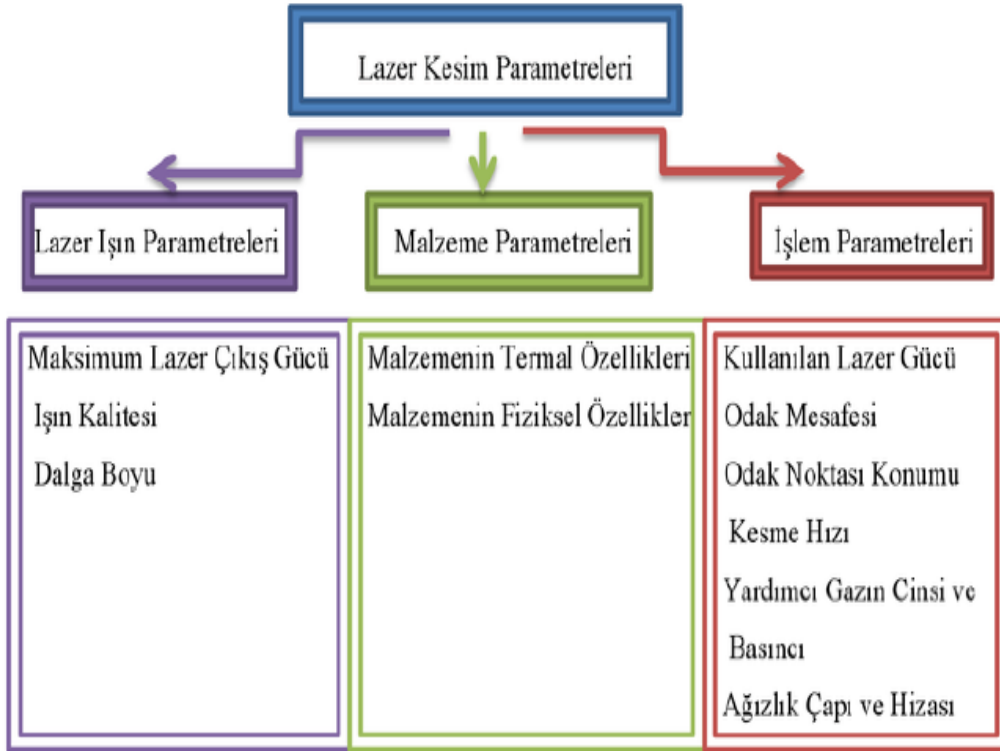 Lazer Kesim Parametreleri
Lazer Işın Parametreleri
Malzeme Parametreleri
İşlem Parametreleri
Maksimum Lazer Çıkış Gücü
Işın Kalitesi
Dalga Boyu
Malzemenin Termal Özellikleri
Malzemenin Fiziksel Özellikler
Kullanılan Lazer Gücü
Odak Mesafesi
Odak Noktası Konumu
Kesme Hızı
Yardımcı Gazın Cinsi ve
Basıncı
Ağızlık Çapı ve Hizası